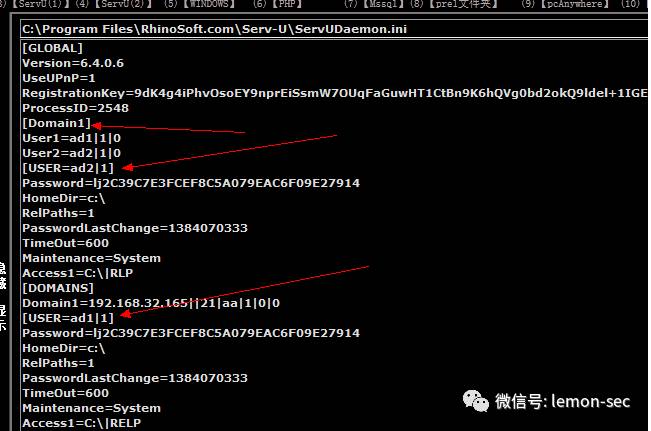 ) 【ServU(1)】(4) 【ServU(2)】 (5) 【WINDOWS】 (6) 【PHP】 (7) 【Mssql】(8) 【prel文件夹】 (9) 【pcAnywhere】 (10)
C:\Program Files\RhinoSoft.com\Serv-U\ServUDaemon.ini
[GLOBAL]
Version=6.4.0.6
UseUPnP=1
RegistrationKey=9dK4g4iPhvOsoEY9nprEiSsmW7OUqFaGuwHT1CtBn9K6hQVg0bd2okQ9ldel+1IGE
ProcessID=2548
[Domain1]
User1=ad1|1|0
User2=ad2|1|0
[USER=ad2|1]
Password=lj2C39C7E3FCEF8C5A079EAC6F09E27914
HomeDir=c:\
RelPaths=1
PasswordLastChange=1384070333
TimeOut=600
Maintenance=System
Access1=C:\|RLP
[DOMAINS]
Domain1=192.168.32.165||21|aa|1|0|0
[USER=ad1|1]
Password=lj2C39C7E3FCEF8C5A079EAC6F09E27914
HomeDir=c:\
RelPaths=1
PasswordLastChange=1384070333
TimeOut=600
Maintenance=System
Access1=C:\|RELP
隐藏
显示
微信号: lemon-sec